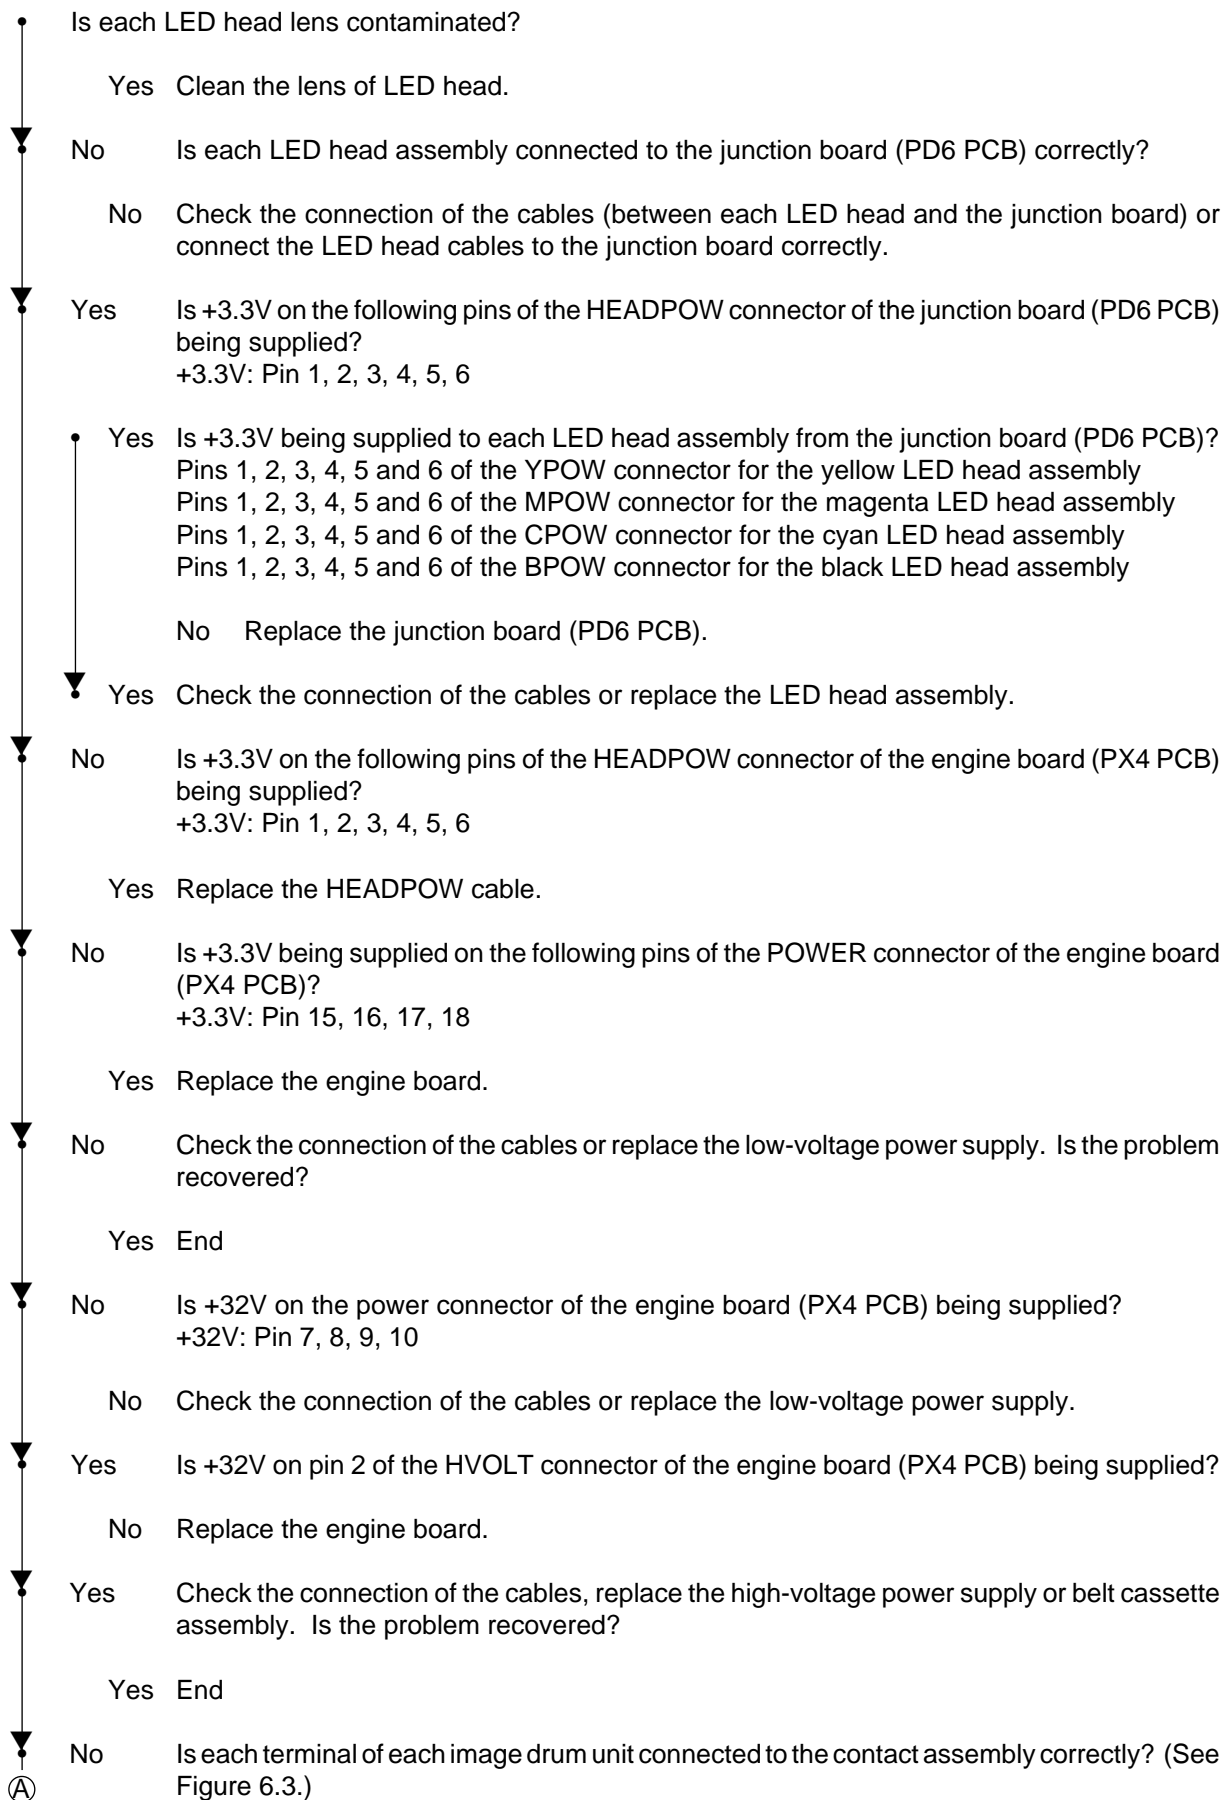 Is each LED head lens contaminated?
Yes Clean the lens of LED head.
No Is each LED head assembly connected to the junction board (PD6 PCB) correctly?
No Check the connection of the cables (between each LED head and the junction board) or
connect the LED head cables to the junction board correctly.
Yes Is +3.3V on the following pins of the HEADPOW connector of the junction board (PD6 PCB)
being supplied?
+3.3V: Pin 1, 2, 3, 4, 5, 6
Yes Is +3.3V being supplied to each LED head assembly from the junction board (PD6 PCB)?
Pins 1, 2, 3, 4, 5 and 6 of the YPOW connector for the yellow LED head assembly
Pins 1, 2, 3, 4, 5 and 6 of the MPOW connector for the magenta LED head assembly
Pins 1, 2, 3, 4, 5 and 6 of the CPOW connector for the cyan LED head assembly
Pins 1, 2, 3, 4, 5 and 6 of the BPOW connector for the black LED head assembly
No Replace the junction board (PD6 PCB).
Yes Check the connection of the cables or replace the LED head assembly.
No Is +3.3V on the following pins of the HEADPOW connector of the engine board (PX4 PCB)
being supplied?
+3.3V: Pin 1, 2, 3, 4, 5, 6
Yes Replace the HEADPOW cable.
No Is +3.3V being supplied on the following pins of the POWER connector of the engine board
(PX4 PCB)?
+3.3V: Pin 15, 16, 17, 18
Yes Replace the engine board.
No Check the connection of the cables or replace the low-voltage power supply. Is the problem
recovered?
Yes End
No Is +32V on the power connector of the engine board (PX4 PCB) being supplied?
+32V: Pin 7, 8, 9, 10
No Check the connection of the cables or replace the low-voltage power supply.
Yes Is +32V on pin 2 of the HVOLT connector of the engine board (PX4 PCB) being supplied?
No Replace the engine board.
Yes Check the connection of the cables, replace the high-voltage power supply or belt cassette
assembly. Is the problem recovered?
Yes End
No Is each terminal of each image drum unit connected to the contact assembly correctly? (See
A Figure 6.3.)